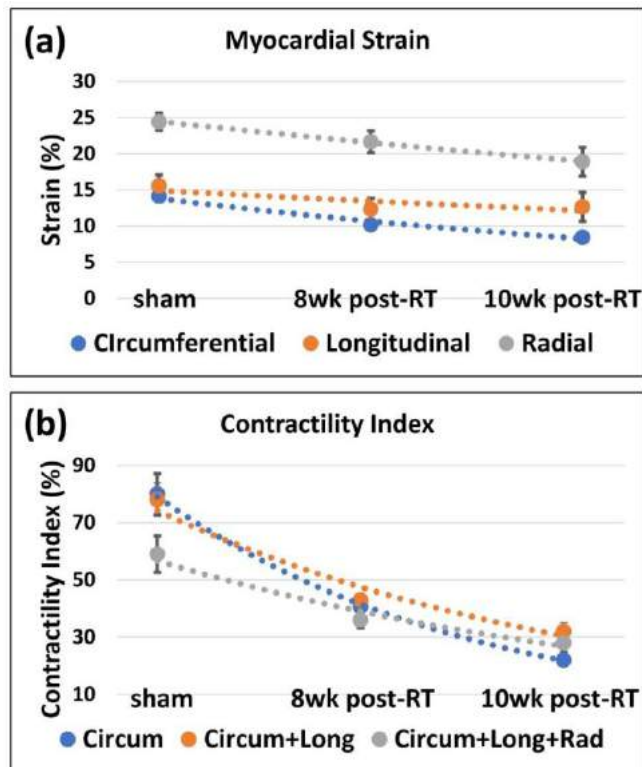 (a)
Myocardial Strain
Strain (%)
30
25
20
15
10
5
0
sham 8wk post-RT 10wk post-RT
CIrcumferential Longitudinal Radial
(b)
Contractility Index
Contractility Index (%)
90
70
50
30
10
sham 8wk post-RT 10wk post-RT
Circum Circum+Long Circum+Long+Rad